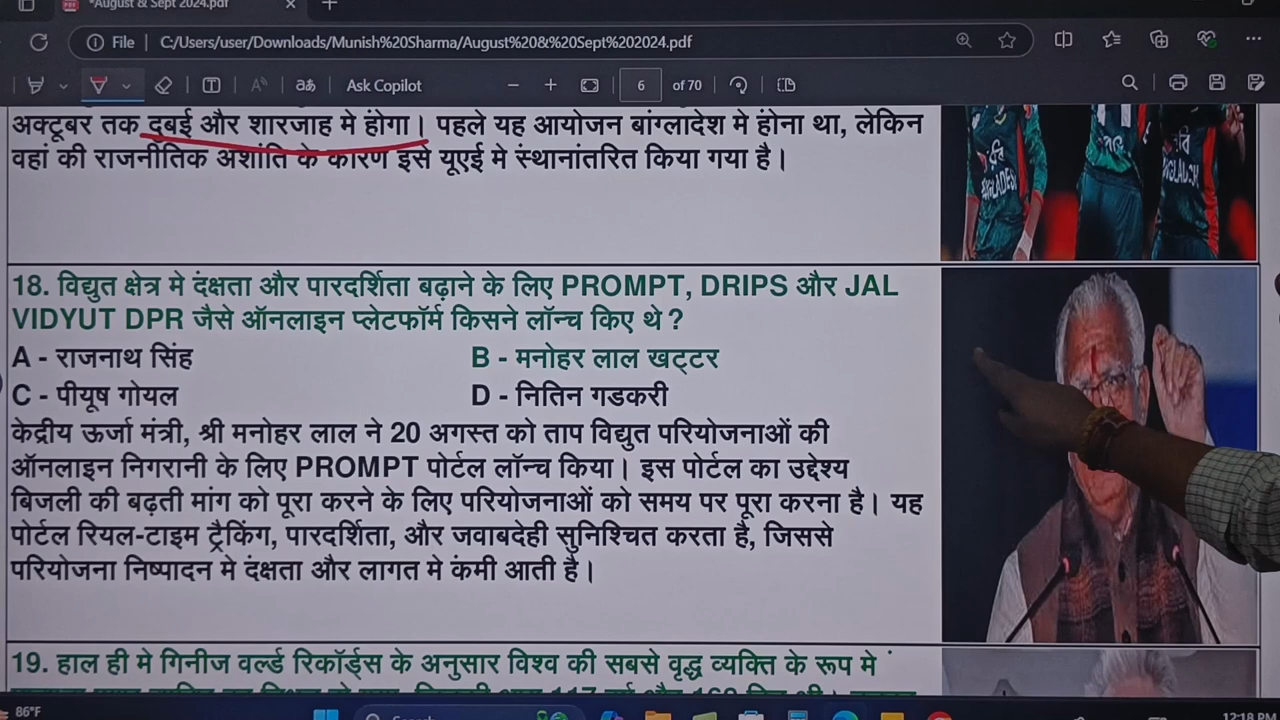 *August & Sept 2024.pdf
File | C:/Users/user/Downloads/Munish%20Sharma/August%20&%20Sept%202024.pdf
Ask Copilot 6 of 70
अक्टूबर तक दुबई और शारजाह मे होगा। पहले यह आयोजन बांग्लादेश मे होना था, लेकिन
वहां की राजनीतिक अशांति के कारण इसे यूएई मे स्थानांतरित किया गया है।
18. विद्युत क्षेत्र मे दक्षता और पारदर्शिता बढ़ाने के लिए PROMPT, DRIPS और JAL
VIDYUT DPR जैसे ऑनलाइन प्लेटफॉर्म किसने लॉन्च किए थे ?
A - राजनाथ सिंह
B - मनोहर लाल खट्टर
C - पीयूष गोयल
D - नितिन गडकरी
केंद्रीय ऊर्जा मंत्री, श्री मनोहर लाल ने 20 अगस्त को ताप विद्युत परियोजनाओं की
ऑनलाइन निगरानी के लिए PROMPT पोर्टल लॉन्च किया। इस पोर्टल का उद्देश्य
बिजली की बढ़ती मांग को पूरा करने के लिए परियोजनाओं को समय पर पूरा करना है। यह
पोर्टल रियल-टाइम ट्रैकिंग, पारदर्शिता, और जवाबदेही सुनिश्चित करता है, जिससे
परियोजना निष्पादन मे दक्षता और लागत मे कमी आती है।
19. हाल ही मे गिनीज वर्ल्ड रिकॉर्ड्स के अनुसार विश्व की सबसे वृद्ध व्यक्ति के रूप मे
86°F
Search
12:18 PM